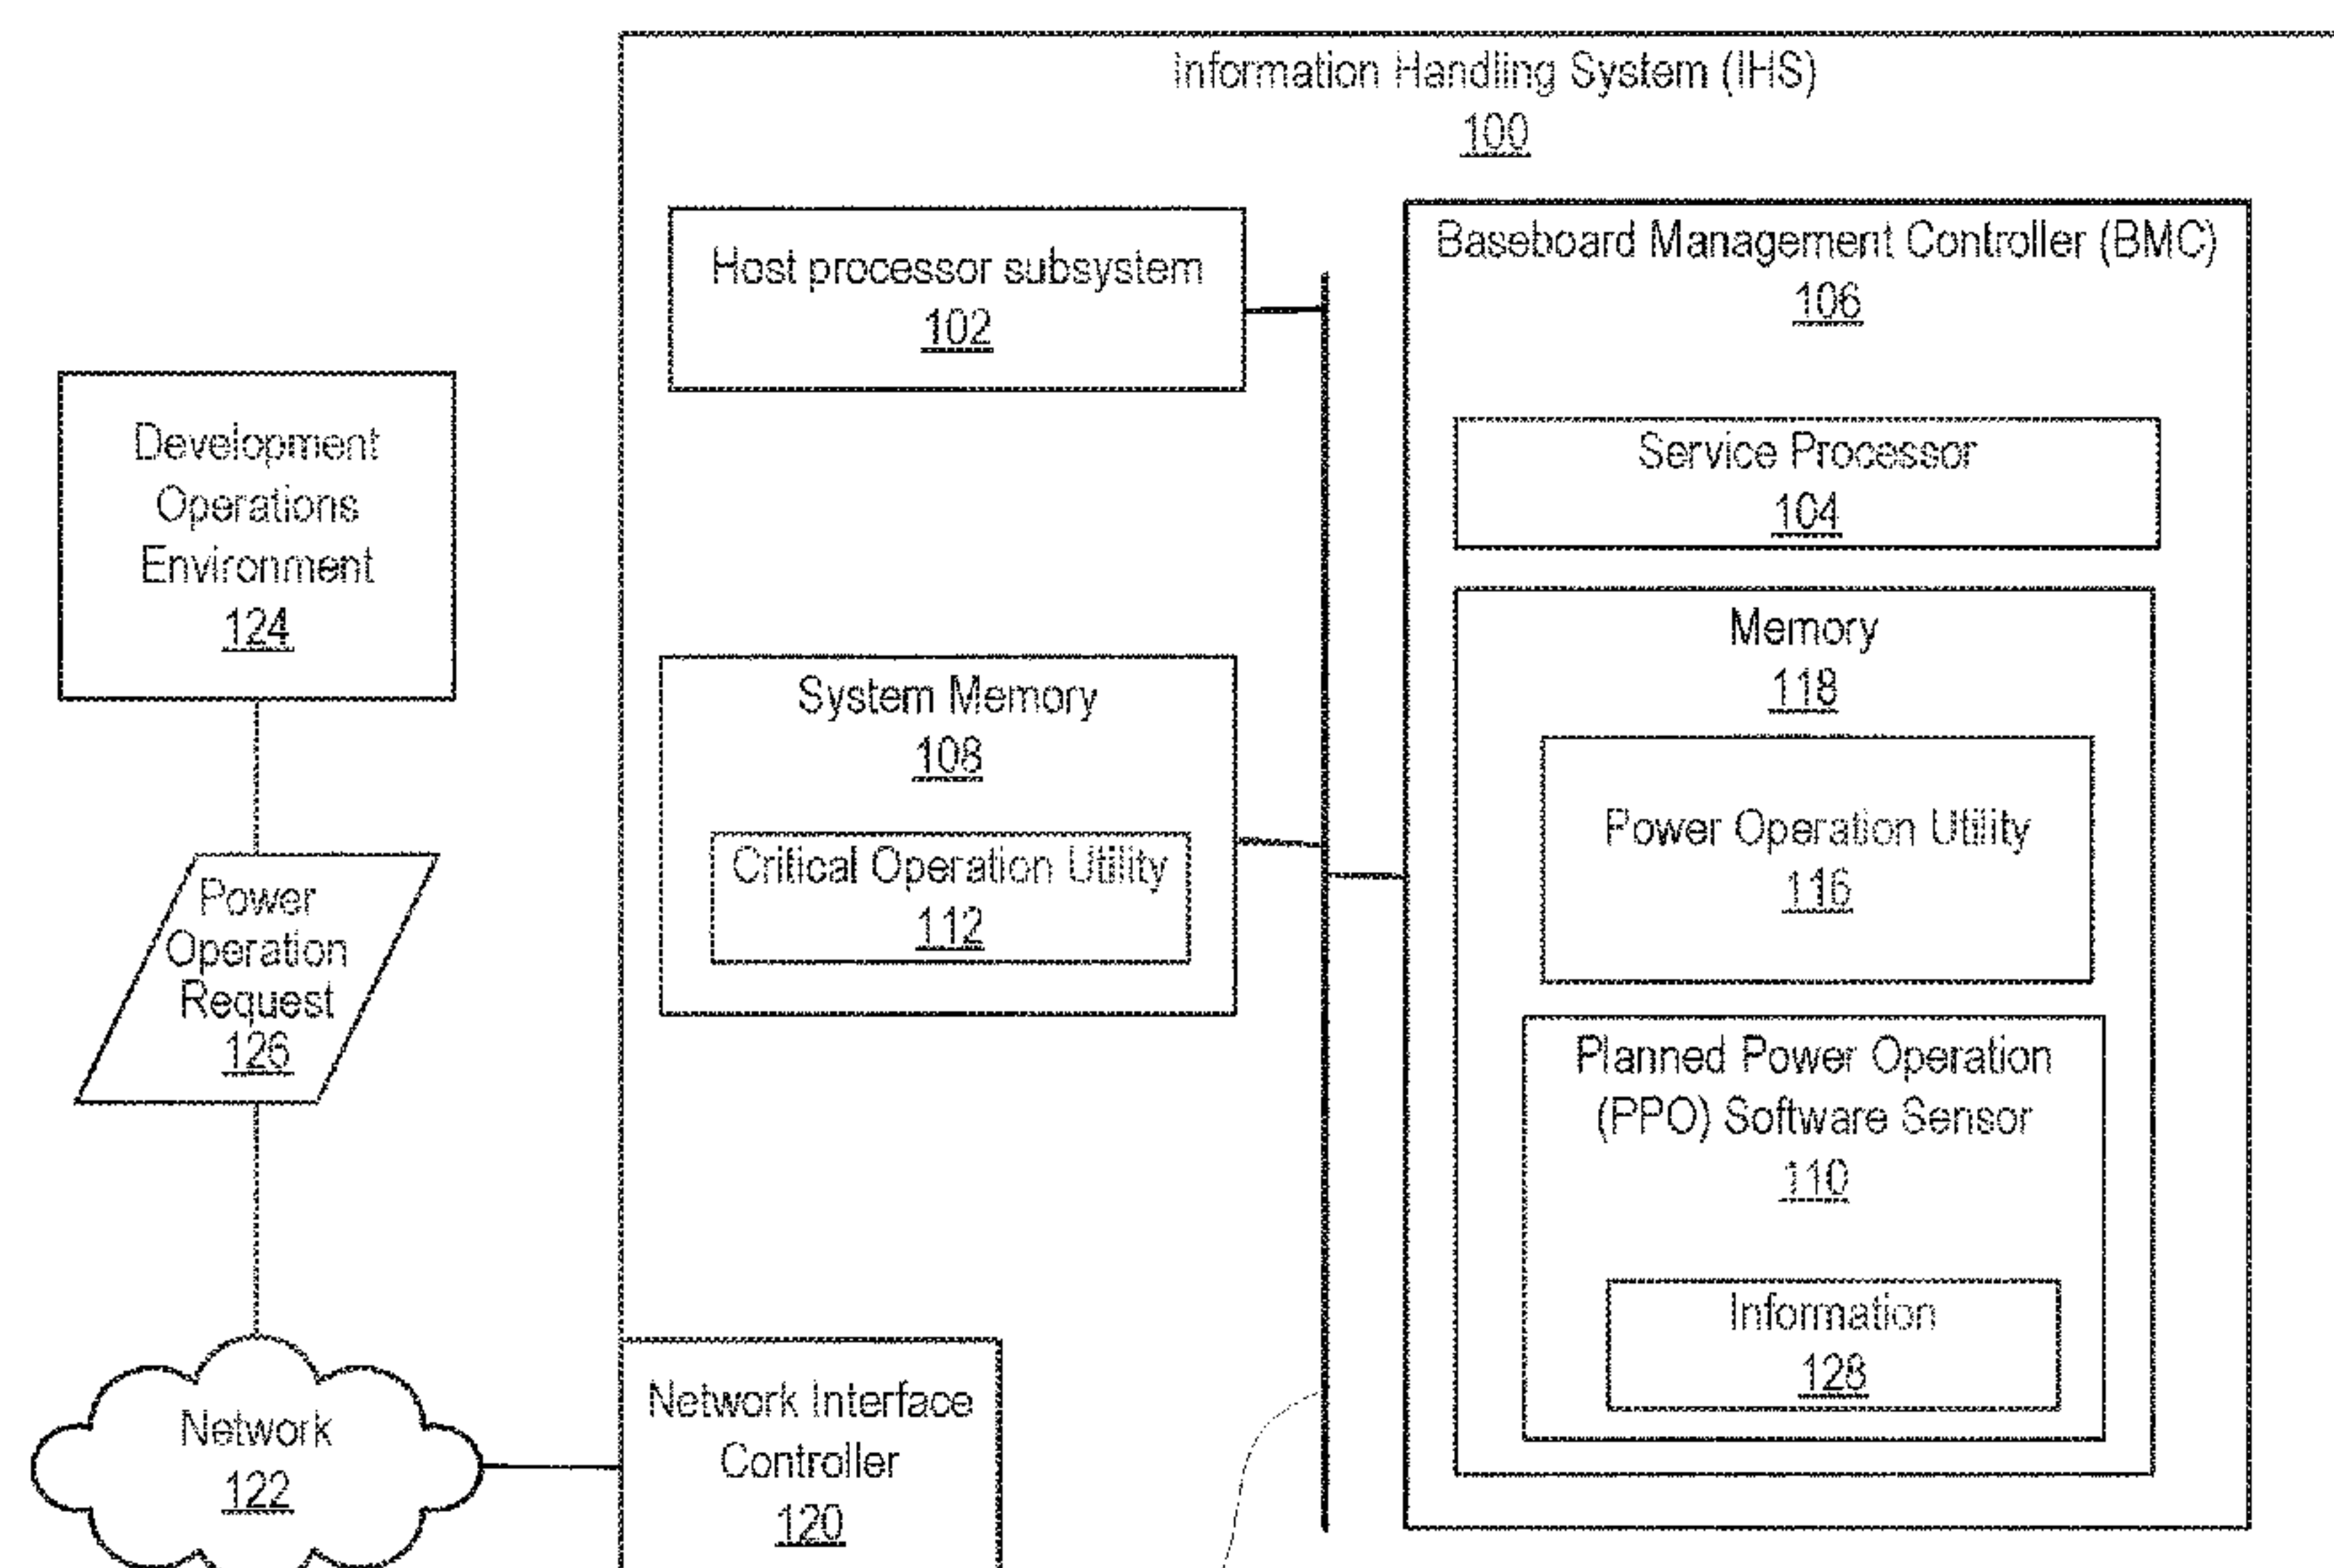 Information Handling System (IHS)
100
Host processor subsystem
102
Baseboard Management Controller (BMC)
106
Service Processor
104
Development
Operations
Environment
124
Memory
118
System Memory
108
Power Operation Utility
116
Critical Operation Utility
112
Power
Operation
Request
126
Planned Power Operation
(PPO) Software Sensor
110
Information
128
Network
122
Network Interface
Controller
120